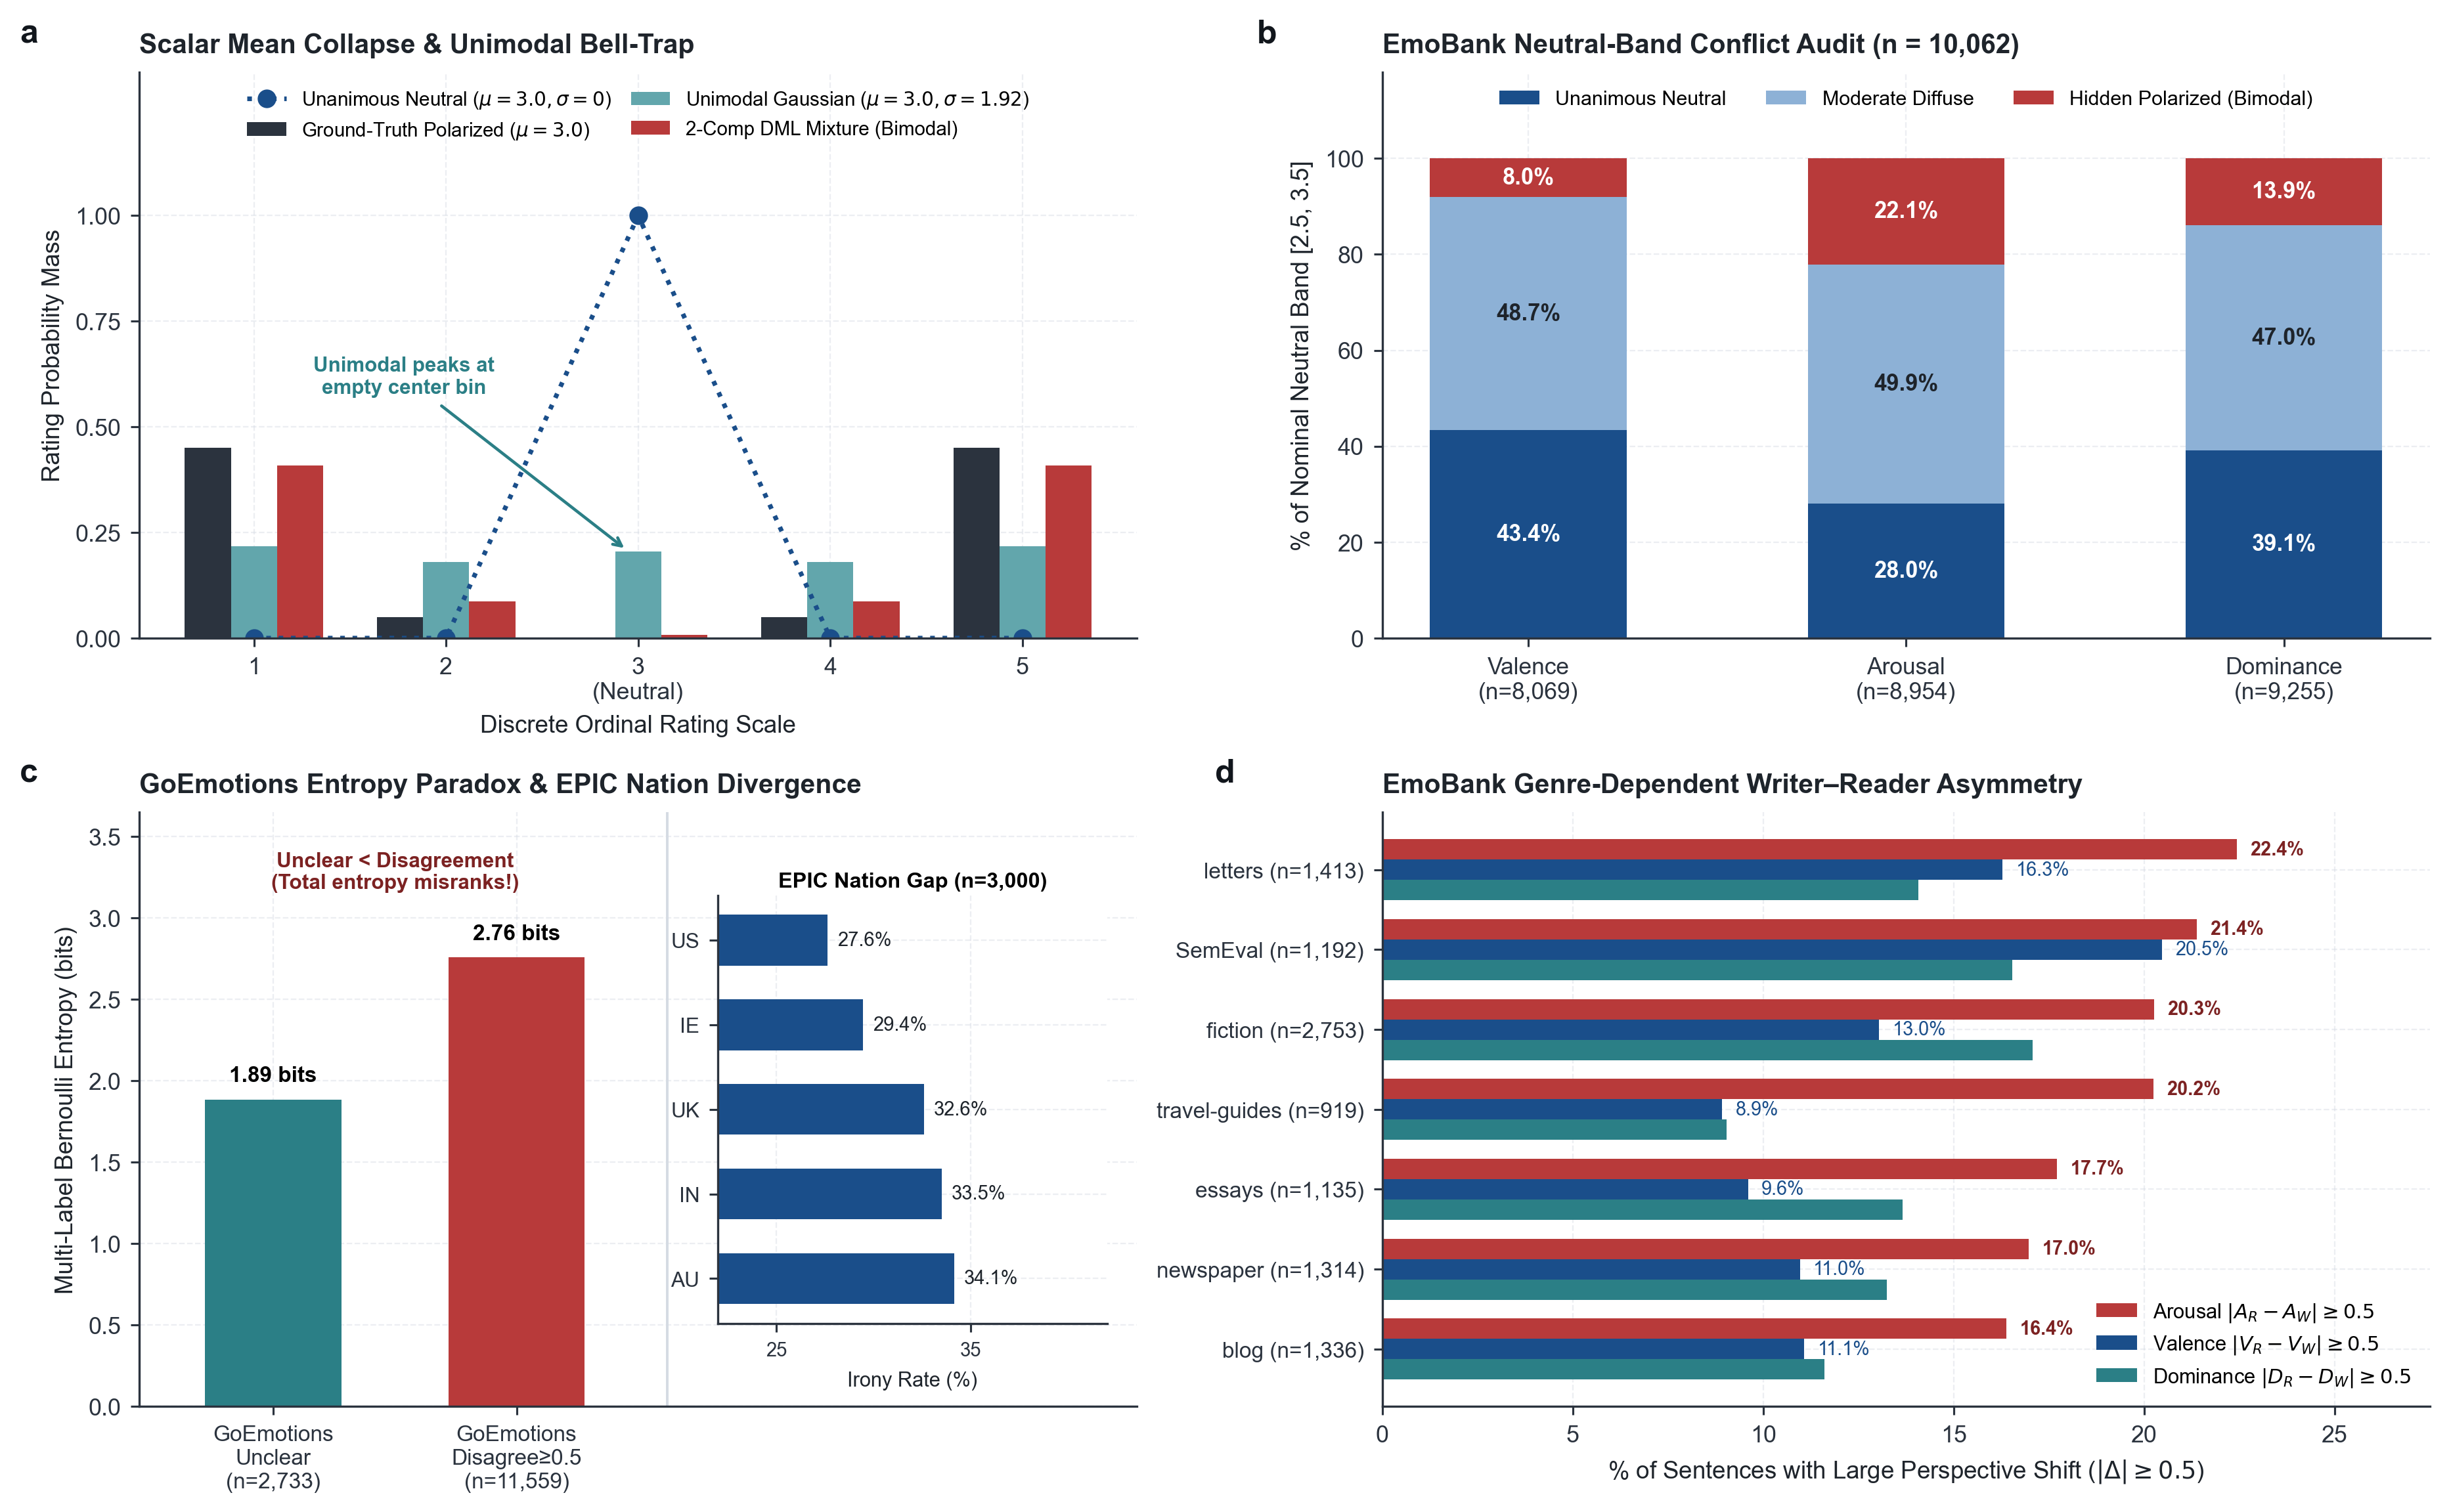 a
Scalar Mean Collapse & Unimodal Bell-Trap
Unanimous Neutral (μ = 3.0, σ = 0)
Ground-Truth Polarized (μ = 3.0)
Unimodal Gaussian (μ = 3.0, σ = 1.92)
2-Comp DML Mixture (Bimodal)
Rating Probability Mass
1.00
0.75
0.50
0.25
0.00
Unimodal peaks at
empty center bin
1
2
3
(Neutral)
4
5
Discrete Ordinal Rating Scale
b
EmoBank Neutral-Band Conflict Audit (n = 10,062)
Unanimous Neutral
Moderate Diffuse
Hidden Polarized (Bimodal)
% of Nominal Neutral Band [2.5, 3.5]
100
80
60
40
20
0
8.0%
48.7%
43.4%
22.1%
49.9%
28.0%
13.9%
47.0%
39.1%
Valence
(n=8,069)
Arousal
(n=8,954)
Dominance
(n=9,255)
c
GoEmotions Entropy Paradox & EPIC Nation Divergence
Multi-Label Bernoulli Entropy (bits)
3.5
3.0
2.5
2.0
1.5
1.0
0.5
0.0
Unclear < Disagreement
(Total entropy misranks!)
1.89 bits
2.76 bits
GoEmotions
Unclear
(n=2,733)
GoEmotions
Disagree≥0.5
(n=11,559)
EPIC Nation Gap (n=3,000)
US
27.6%
IE
29.4%
UK
32.6%
IN
33.5%
AU
34.1%
25
35
Irony Rate (%)
d
EmoBank Genre-Dependent Writer–Reader Asymmetry
letters (n=1,413)
22.4%
16.3%
SemEval (n=1,192)
21.4%
20.5%
fiction (n=2,753)
20.3%
13.0%
travel-guides (n=919)
20.2%
8.9%
essays (n=1,135)
17.7%
9.6%
newspaper (n=1,314)
17.0%
11.0%
blog (n=1,336)
16.4%
11.1%
Arousal |A_R − A_W| ≥ 0.5
Valence |V_R − V_W| ≥ 0.5
Dominance |D_R − D_W| ≥ 0.5
0
5
10
15
20
25
% of Sentences with Large Perspective Shift (|Δ| ≥ 0.5)